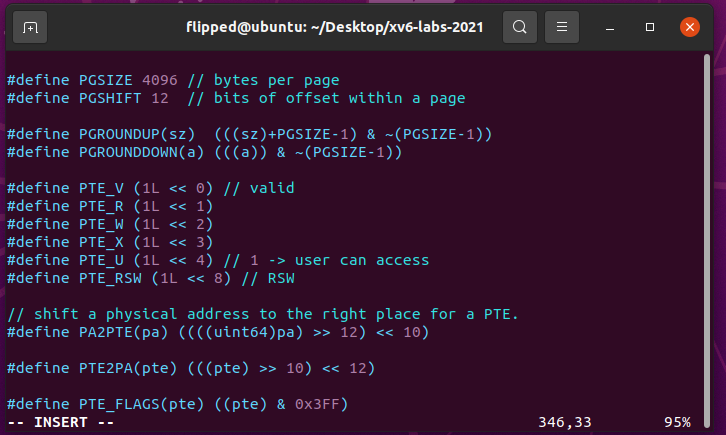 flipped@ubuntu: ~/Desktop/xv6-labs-2021
#define PGSIZE 4096 // bytes per page
#define PGSHIFT 12  // bits of offset within a page
#define PGROUNDUP(sz)  (((sz)+PGSIZE-1) & ~(PGSIZE-1))
#define PGROUNDDOWN(a) (((a)) & ~(PGSIZE-1))
#define PTE_V (1L << 0) // valid
#define PTE_R (1L << 1)
#define PTE_W (1L << 2)
#define PTE_X (1L << 3)
#define PTE_U (1L << 4) // 1 -> user can access
#define PTE_RSW (1L << 8) // RSW
// shift a physical address to the right place for a PTE.
#define PA2PTE(pa) ((((uint64)pa) >> 12) << 10)
#define PTE2PA(pte) (((pte) >> 10) << 12)
#define PTE_FLAGS(pte) ((pte) & 0x3FF)
-- INSERT -- 346,33 95%